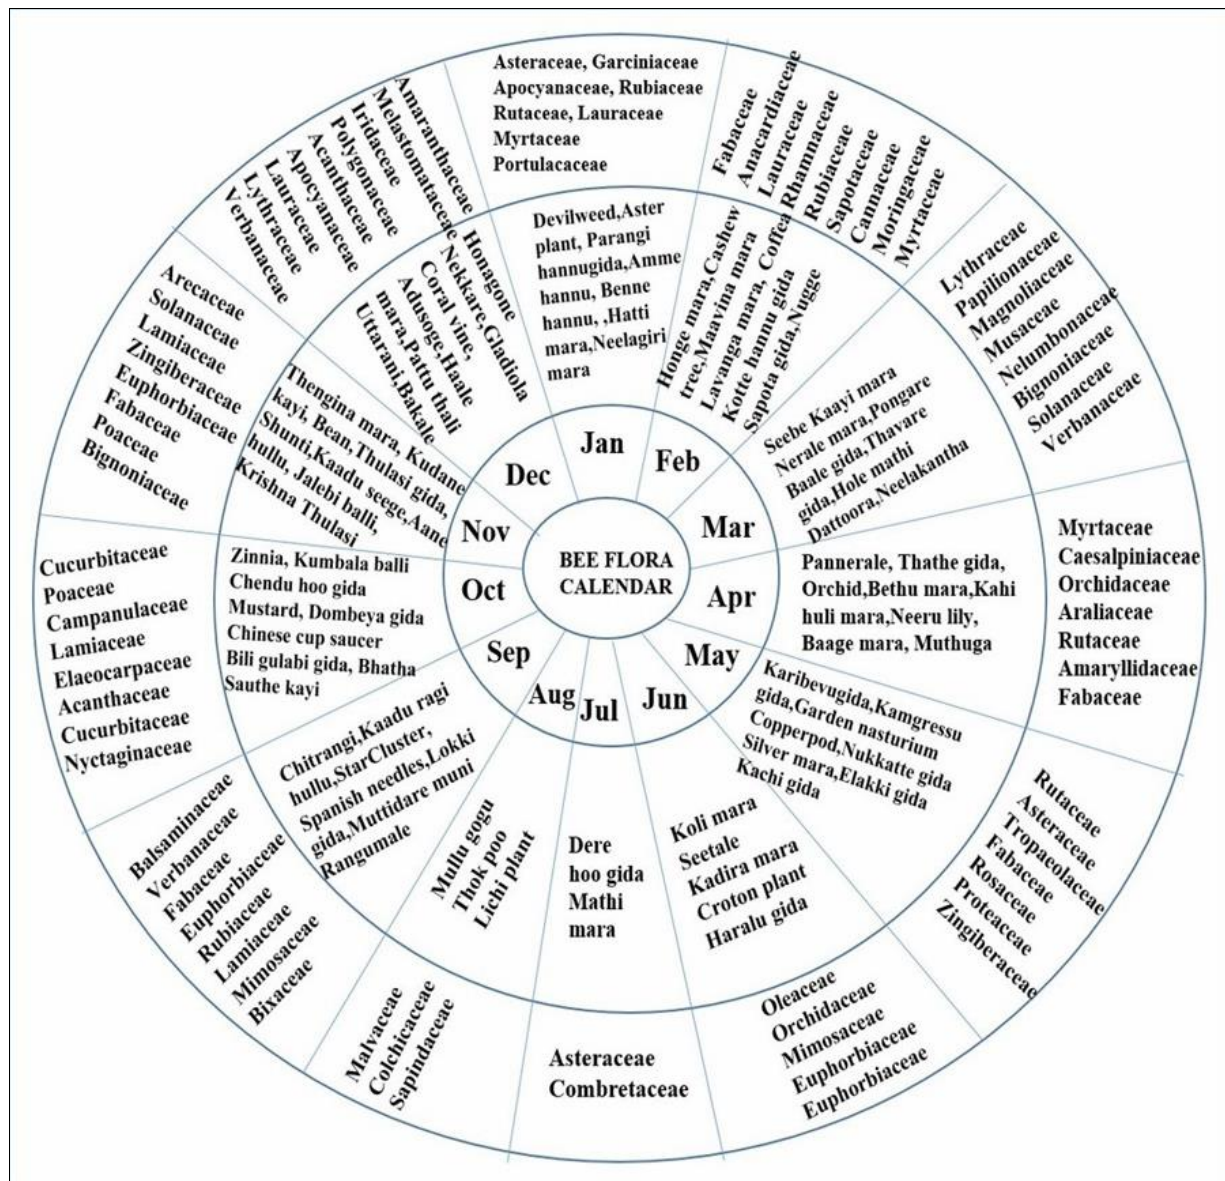 BEE FLORA
CALENDAR
Jan
Feb
Mar
Apr
May
Jun
Jul
Aug
Sep
Oct
Nov
Dec
Devilweed,Aster
plant, Parangi
hannugida,Amme
hannu, Benne
hannu, ,Hatti
mara,Neelagiri
mara
Asteraceae, Garciniaceae
Apocyanaceae, Rubiaceae
Rutaceae, Lauraceae
Myrtaceae
Portulacaceae
Honge mara,Cashew
tree,Maavina mara
Lavanga mara, Coffea
Kotte hannu gida
Sapota gida,Nugge
Fabaceae
Anacardiaceae
Lauraceae
Rhamnaceae
Rubiaceae
Sapotaceae
Cannaceae
Moringaceae
Myrtaceae
Seebe Kaayi mara
Nerale mara,Pongare
Baale gida, Thavare
gida,Hole mathi
Dattoora,Neelakantha
Lythraceae
Papilionaceae
Magnoliaceae
Musaceae
Nelumbonaceae
Bignoniaceae
Solanaceae
Verbanaceae
Pannerale, Thathe gida,
Orchid,Bethu mara,Kahi
huli mara,Neeru lily,
Baage mara, Muthuga
Myrtaceae
Caesalpiniaceae
Orchidaceae
Araliaceae
Rutaceae
Amaryllidaceae
Fabaceae
Karibevugida,Kamgressu
gida,Garden nasturium
Copperpod,Nukkatte gida
Silver mara,Elakki gida
Kachi gida
Rutaceae
Asteraceae
Tropaeolaceae
Fabaceae
Rosaceae
Proteaceae
Zingiberaceae
Koli mara
Seetale
Kadira mara
Croton plant
Haralu gida
Oleaceae
Orchidaceae
Mimosaceae
Euphorbiaceae
Euphorbiaceae
Dere
hoo gida
Mathi
mara
Asteraceae
Combretaceae
Mullu gogu
Thok poo
Lichi plant
Malvaceae
Colchicaceae
Sapindaceae
Chitrangi,Kaadu ragi
hullu,StarCluster,
Spanish needles,Lokki
gida,Muttidare muni
Rangumale
Balsaminaceae
Verbanaceae
Fabaceae
Euphorbiaceae
Rubiaceae
Lamiaceae
Mimosaceae
Bixaceae
Zinnia, Kumbala balli
Chendu hoo gida
Mustard, Dombeya gida
Chinese cup saucer
Bili gulabi gida, Bhatha
Sauthe kayi
Cucurbitaceae
Poaceae
Campanulaceae
Lamiaceae
Elaeocarpaceae
Acanthaceae
Cucurbitaceae
Nyctaginaceae
Thengina mara, Kudane
kayi, Bean,Thulasi gida,
Shunti,Kaadu seege,Aane
hullu, Jalebi balli,
Krishna Thulasi
Arecaceae
Solanaceae
Lamiaceae
Zingiberaceae
Euphorbiaceae
Fabaceae
Poaceae
Bignoniaceae
Honagone
Nekkare,Gladiola
Coral vine,
Adusoge,Haale
mara,Pattu thali
Uttarani,Bakale
Amaranthaceae
Melastomataceae
Iridaceae
Polygonaceae
Acanthaceae
Apocyanaceae
Lauraceae
Lythraceae
Verbanaceae